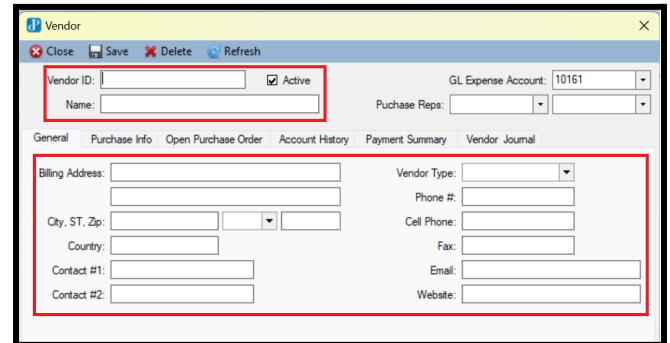 Vendor
Close Save Delete Refresh
Vendor ID: Active GL Expense Account: 10161
Name: Puchase Reps:
General Purchase Info Open Purchase Order Account History Payment Summary Vendor Journal
Billing Address: Vendor Type:
Phone #:
City, ST, Zip: Cell Phone:
Country: Fax:
Contact #1: Email:
Contact #2: Website: